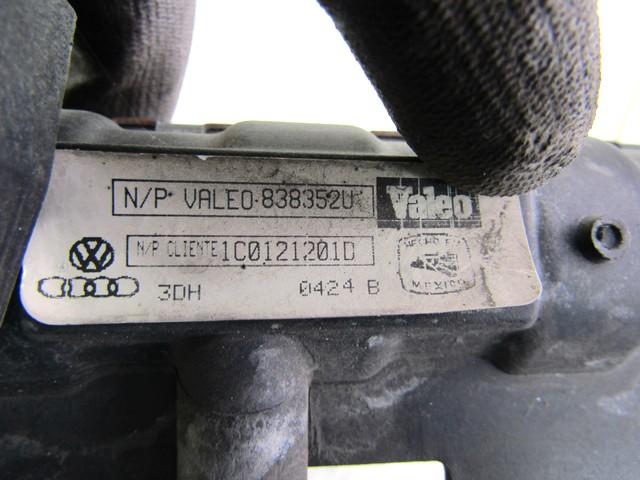 N/P VALEO 838352U Valeo
N/P CLIENTE 1C0121201D
HECHO EN
MEXICO
3DH 0424 B